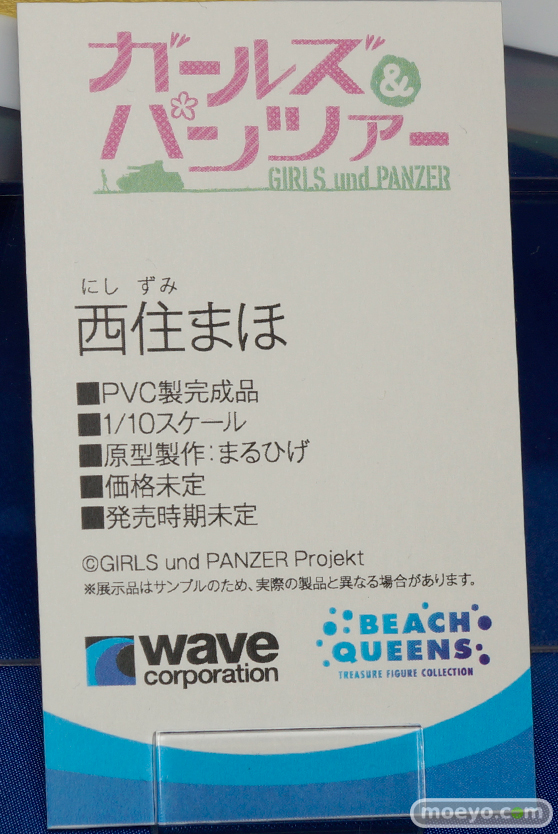 ガールズ&
パンツァー
GIRLS und PANZER
にし ずみ
西住まほ
■PVC製完成品
■1/10スケール
■原型製作:まるひげ
■価格未定
■発売時期未定
©GIRLS und PANZER Projekt
※展示品はサンプルのため、実際の製品と異なる場合があります。
wave
corporation
BEACH
QUEENS
TREASURE FIGURE COLLECTION
moeyo.com